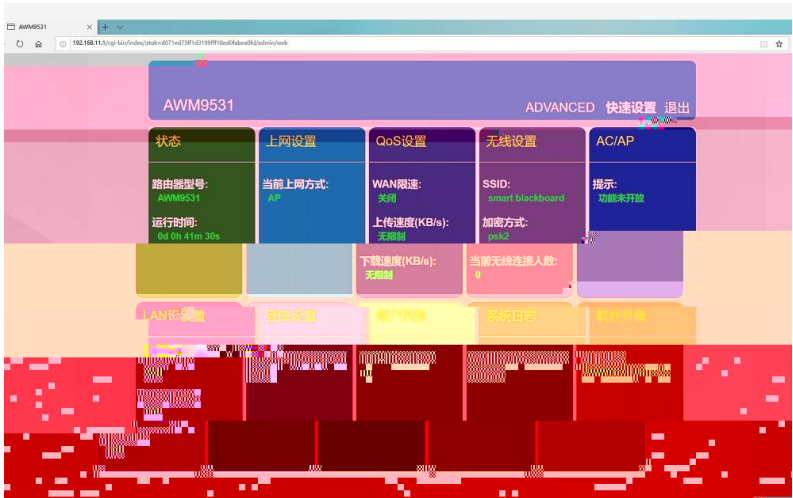 AWM9531
192.168.11.1/cgi-bin/index/
/admin/web
AWM9531
ADVANCED 快速设置 退出
状态
上网设置
QoS设置
无线设置
AC/AP
路由器型号:
AWM9531
运行时间:
0d 0h 41m 30s
当前上网方式:
AP
WAN限速:
关闭
上传速度(KB/s):
无限制
下载速度(KB/s):
无限制
SSID:
smart blackboard
加密方式:
psk2
当前无线连接人数:
0
提示:
功能未开放
系统日志